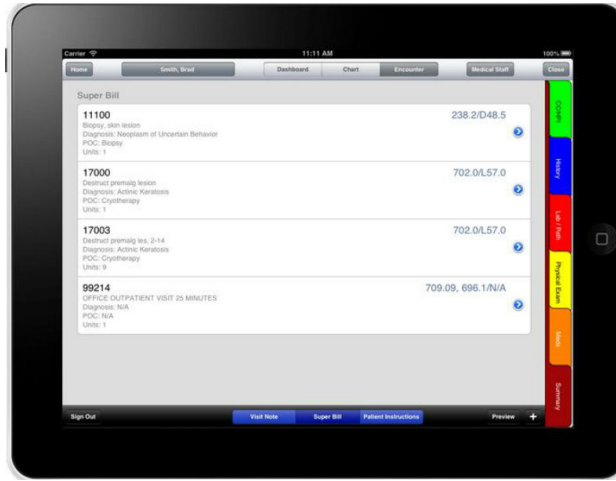 Carrier 11:11 AM 100%
Home Smith, Brad Dashboard Chart Encounter Medical Staff Close
Super Bill
11100 238.2/D48.5
Biopsy, skin lesion
Diagnosis: Neoplasm of Uncertain Behavior
POC: Biopsy
Units: 1
17000 702.0/L57.0
Destruct premalg lesion
Diagnosis: Actinic Keratosis
POC: Cryotherapy
Units: 1
17003 702.0/L57.0
Destruct premalg les, 2-14
Diagnosis: Actinic Keratosis
POC: Cryotherapy
Units: 9
99214 709.09, 696.1/N/A
OFFICE OUTPATIENT VISIT 25 MINUTES
Diagnosis: N/A
POC: N/A
Units: 1
CC/HPI
History
Lab / Path
Physical Exam
Meds
Summary
Sign Out Visit Note Super Bill Patient Instructions Preview +